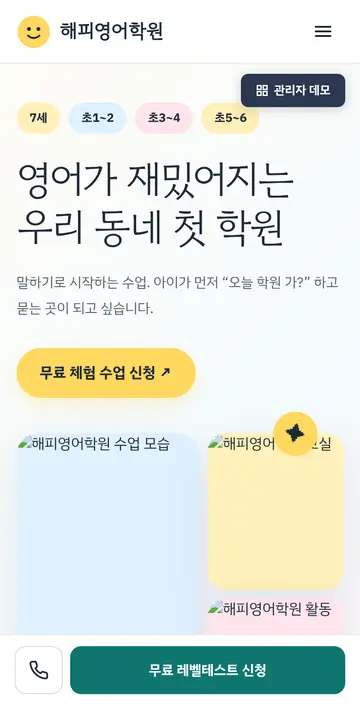 해피영어학원
관리자 데모
7세
초1~2
초3~4
초5~6
영어가 재밌어지는
우리 동네 첫 학원
말하기로 시작하는 수업. 아이가 먼저 “오늘 학원 가?” 하고
묻는 곳이 되고 싶습니다.
무료 체험 수업 신청 ↗
해피영어학원 수업 모습
해피영어
실
해피영어학원 활동
무료 레벨테스트 신청